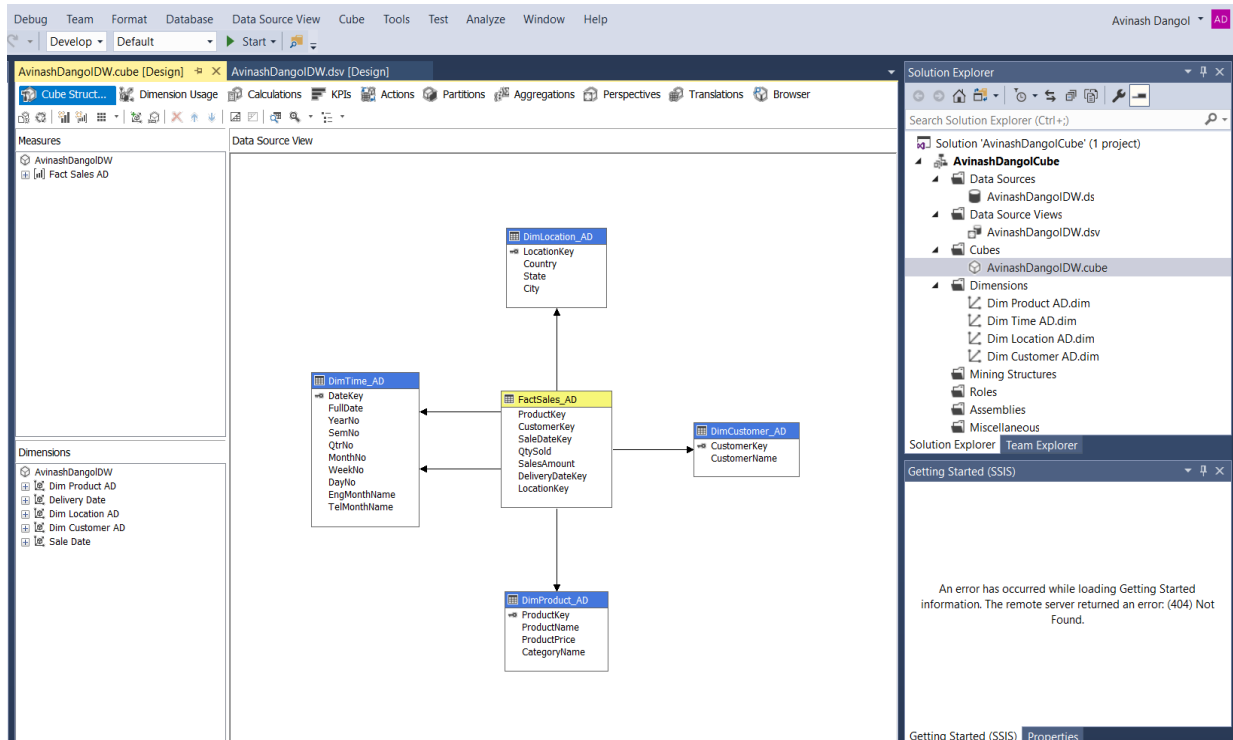 Debug Team Format Database Data Source View Cube Tools Test Analyze Window Help
Avinash Dangol AD
Develop Default Start
AvinashDangolDW.cube [Design] AvinashDangolDW.dsv [Design]
Cube Struct... Dimension Usage Calculations KPIs Actions Partitions Aggregations Perspectives Translations Browser
Measures
AvinashDangolDW
Fact Sales AD
Dimensions
AvinashDangolDW
Dim Product AD
Delivery Date
Dim Location AD
Dim Customer AD
Sale Date
Data Source View
DimLocation_AD
LocationKey
Country
State
City
DimTime_AD
DateKey
FullDate
YearNo
SemNo
QtrNo
MonthNo
WeekNo
DayNo
EngMonthName
TelMonthName
FactSales_AD
ProductKey
CustomerKey
SaleDateKey
QtySold
SalesAmount
DeliveryDateKey
LocationKey
DimCustomer_AD
CustomerKey
CustomerName
DimProduct_AD
ProductKey
ProductName
ProductPrice
CategoryName
Solution Explorer
Search Solution Explorer (Ctrl+;)
Solution 'AvinashDangolCube' (1 project)
AvinashDangolCube
Data Sources
AvinashDangolDW.ds
Data Source Views
AvinashDangolDW.dsv
Cubes
AvinashDangolDW.cube
Dimensions
Dim Product AD.dim
Dim Time AD.dim
Dim Location AD.dim
Dim Customer AD.dim
Mining Structures
Roles
Assemblies
Miscellaneous
Solution Explorer Team Explorer
Getting Started (SSIS)
An error has occurred while loading Getting Started
information. The remote server returned an error: (404) Not
Found.
Getting Started (SSIS) Properties